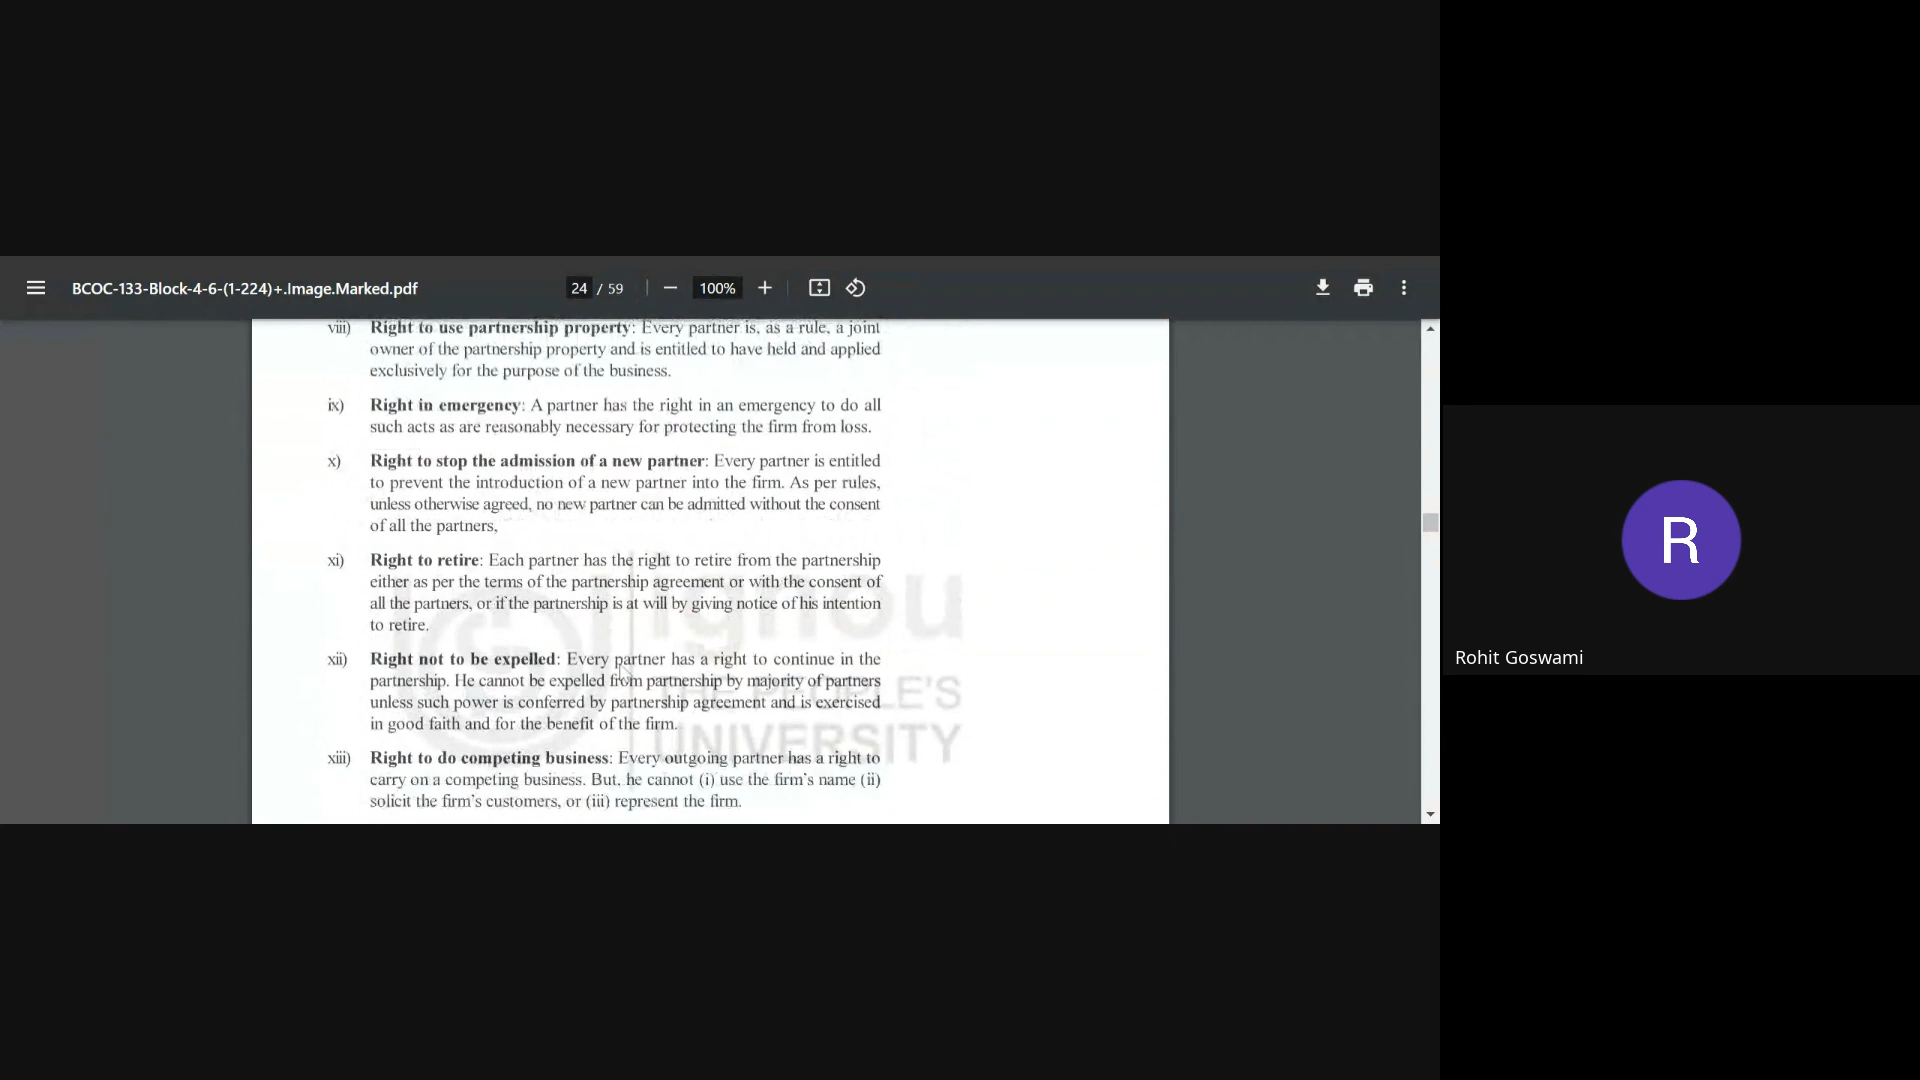 BCOC-133-Block-4-6-(1-224)+.Image.Marked.pdf 24 / 59 100%
viii) Right to use partnership property: Every partner is, as a rule, a joint
owner of the partnership property and is entitled to have held and applied
exclusively for the purpose of the business.
ix) Right in emergency: A partner has the right in an emergency to do all
such acts as are reasonably necessary for protecting the firm from loss.
x) Right to stop the admission of a new partner: Every partner is entitled
to prevent the introduction of a new partner into the firm. As per rules,
unless otherwise agreed, no new partner can be admitted without the consent
of all the partners,
xi) Right to retire: Each partner has the right to retire from the partnership
either as per the terms of the partnership agreement or with the consent of
all the partners, or if the partnership is at will by giving notice of his intention
to retire.
xii) Right not to be expelled: Every partner has a right to continue in the
partnership. He cannot be expelled from partnership by majority of partners
unless such power is conferred by partnership agreement and is exercised
in good faith and for the benefit of the firm.
xiii) Right to do competing business: Every outgoing partner has a right to
carry on a competing business. But, he cannot (i) use the firm's name (ii)
solicit the firm's customers, or (iii) represent the firm.
ignou
THE PEOPLE'S
UNIVERSITY
R
Rohit Goswami